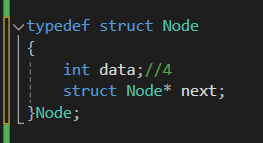 typedef struct Node
{
    int data;//4
    struct Node* next;
}Node;